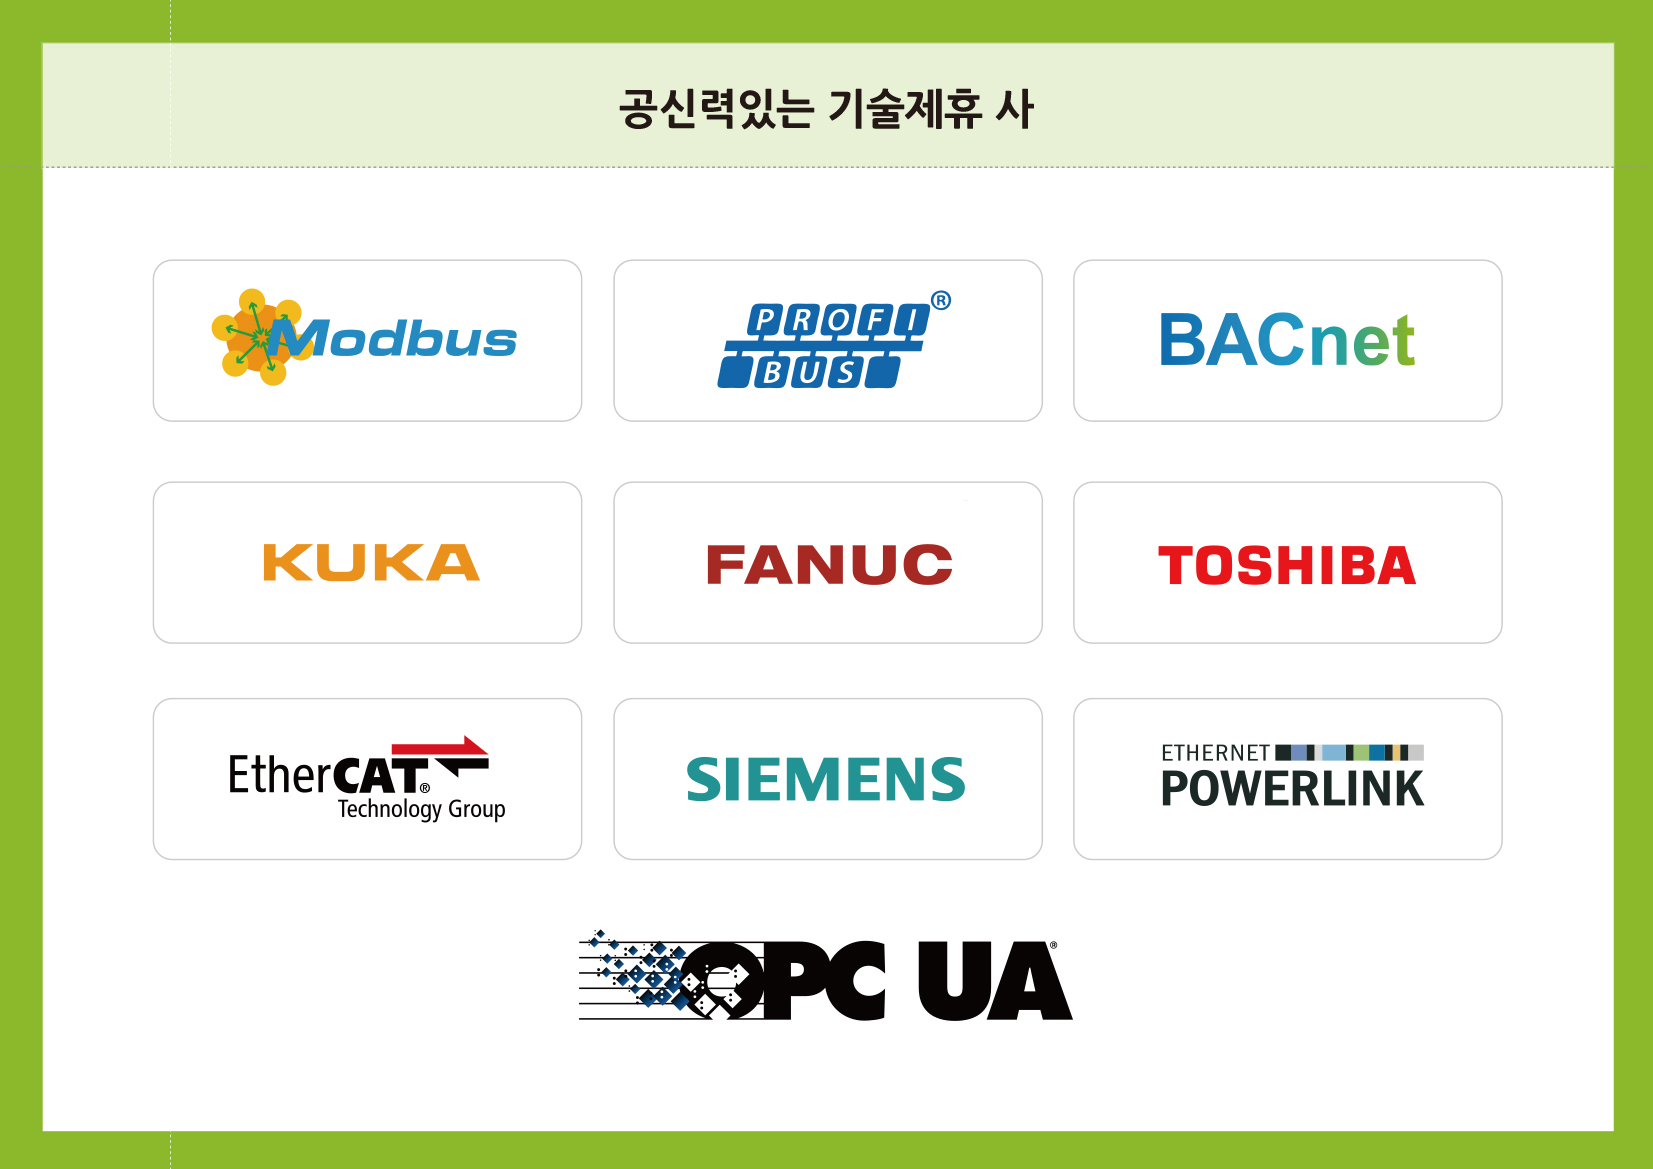 공신력있는 기술제휴 사
Modbus
PROFI®
BUS
BACnet
KUKA
FANUC
TOSHIBA
EtherCAT®
Technology Group
SIEMENS
ETHERNET
POWERLINK
OPC UA®